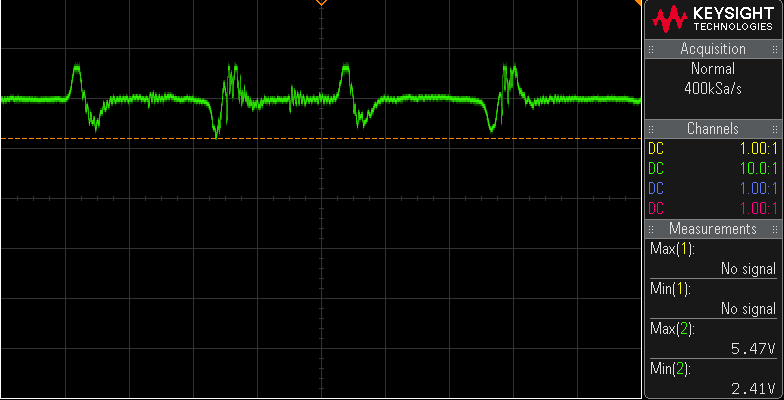 KEYSIGHT
TECHNOLOGIES
Acquisition
Normal
400kSa/s
Channels
DC 1.00:1
DC 10.0:1
DC 1.00:1
DC 1.00:1
Measurements
Max(1):
No signal
Min(1):
No signal
Max(2):
5.47V
Min(2):
2.41V